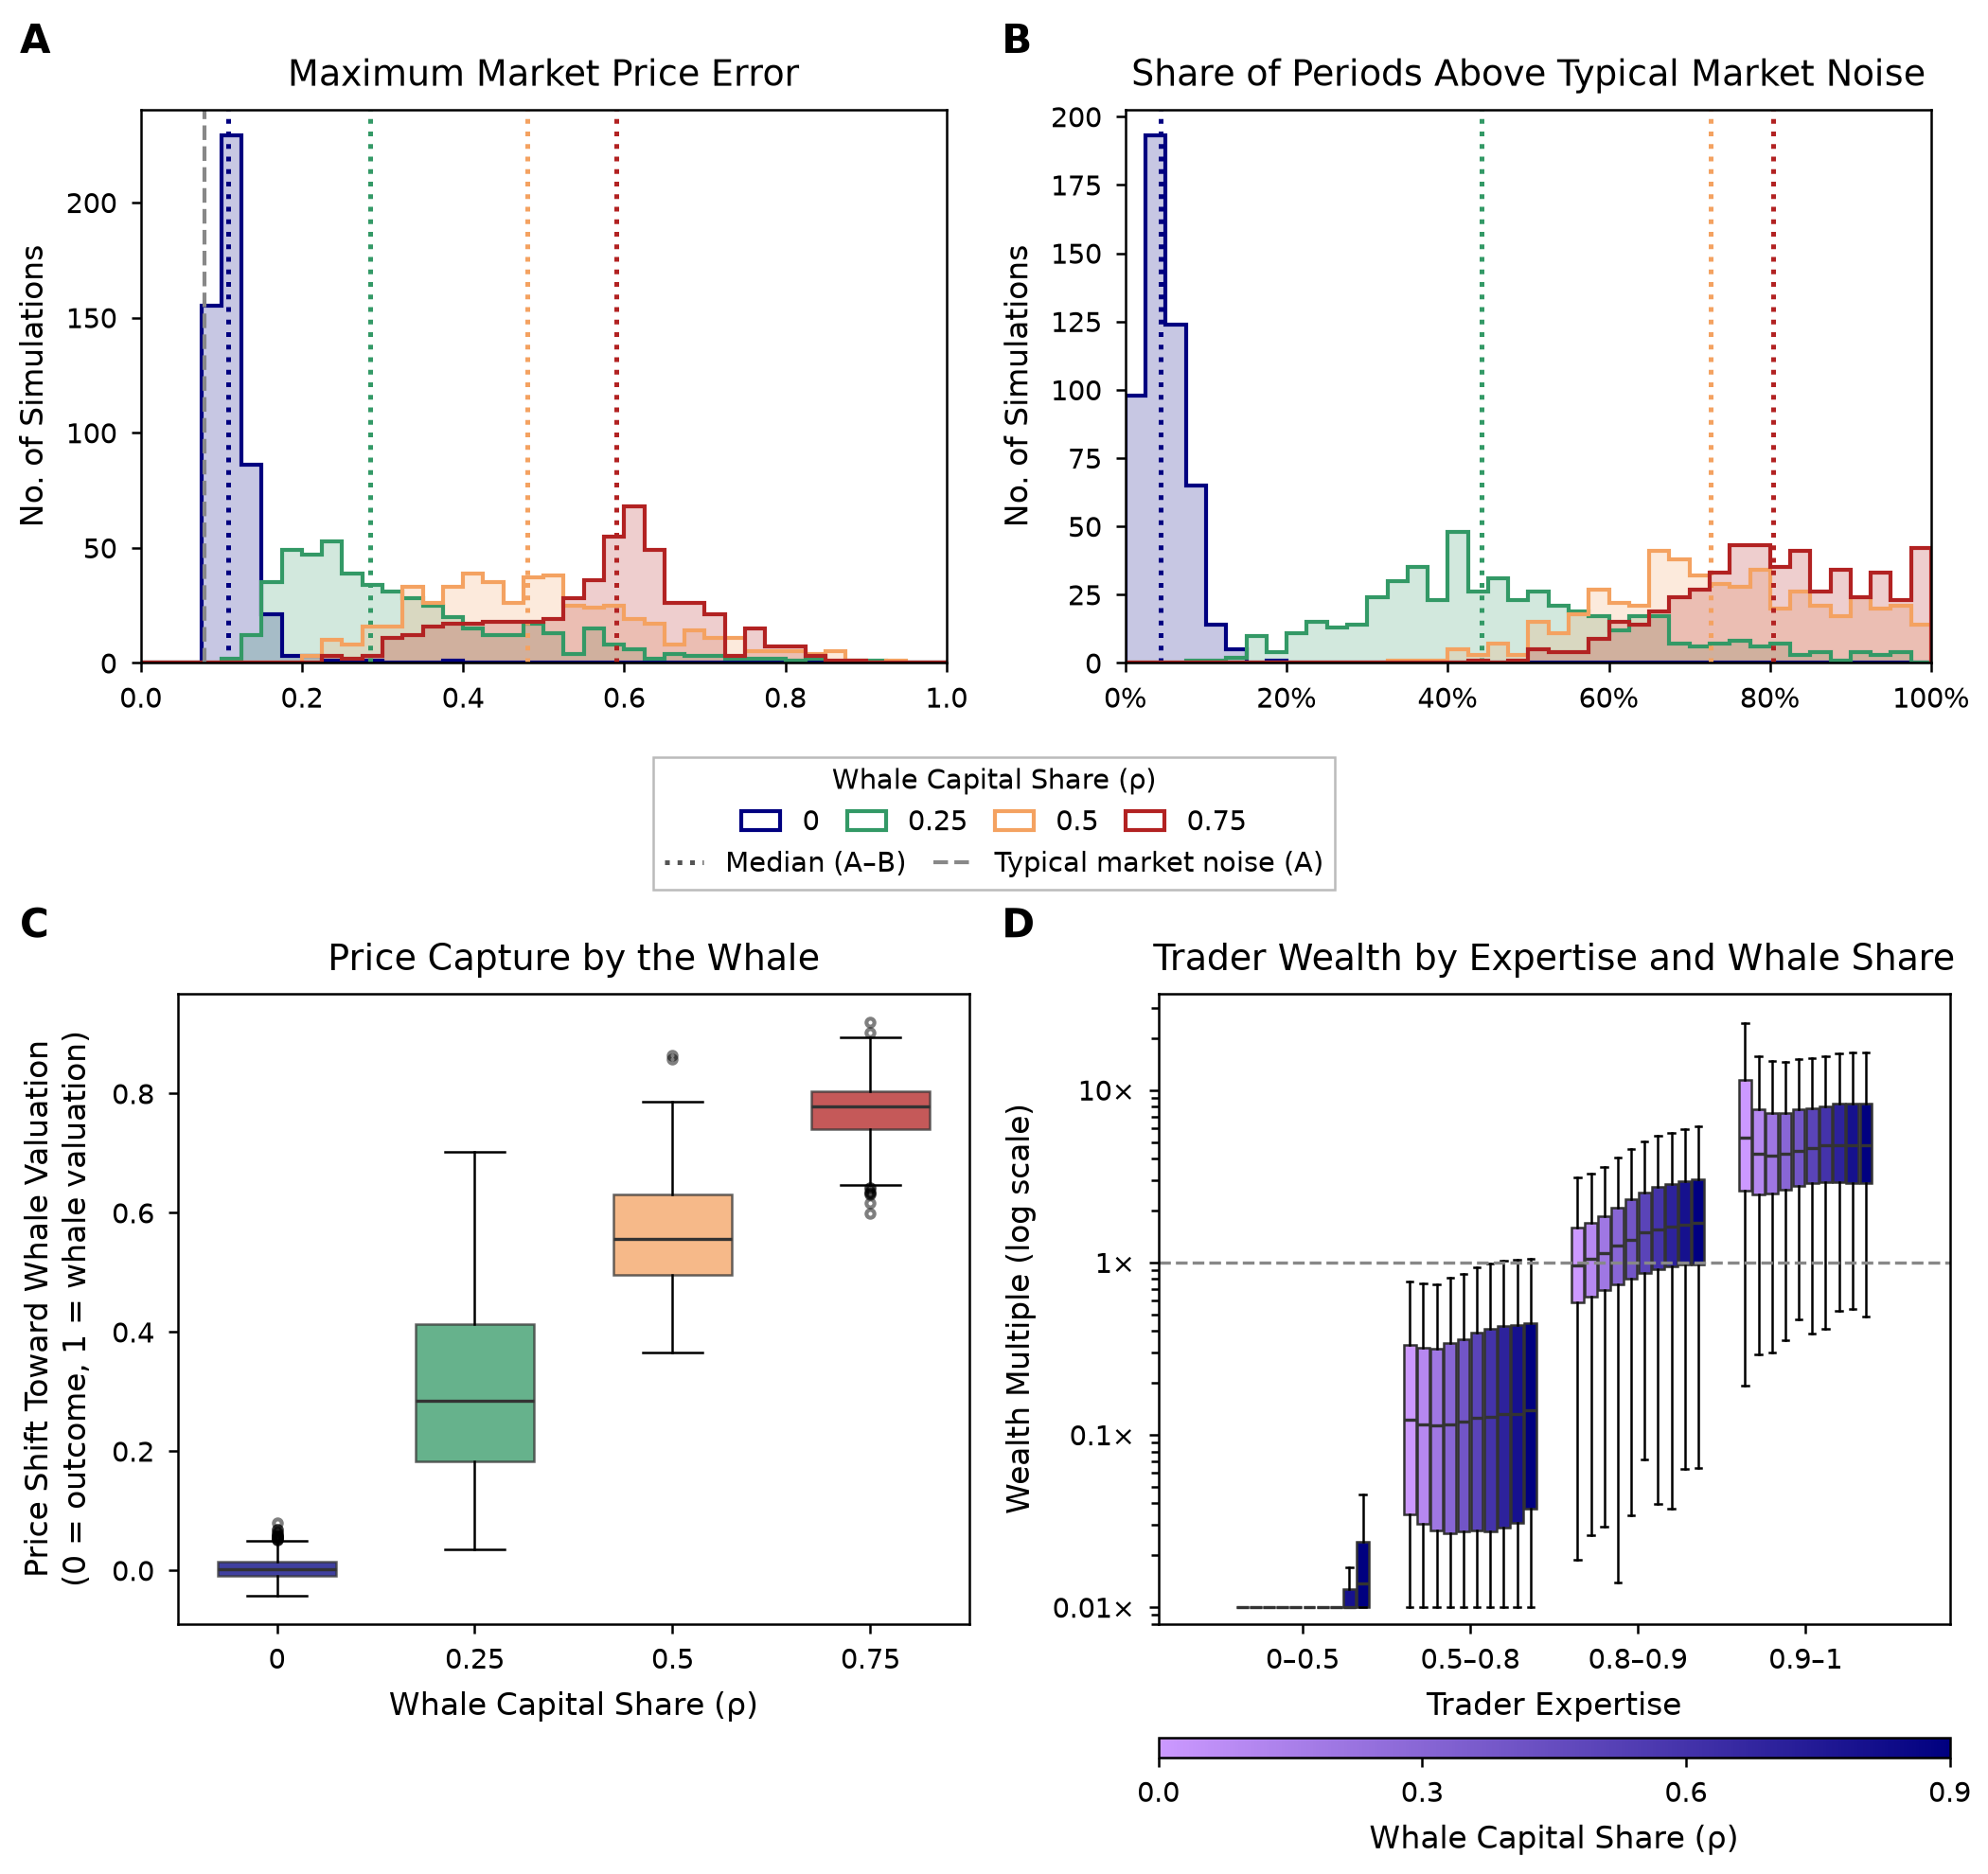 A
Maximum Market Price Error
No. of Simulations
200
150
100
50
0
0.0 0.2 0.4 0.6 0.8 1.0
B
Share of Periods Above Typical Market Noise
No. of Simulations
200
175
150
125
100
75
50
25
0
0% 20% 40% 60% 80% 100%
Whale Capital Share (ρ)
0 0.25 0.5 0.75
Median (A–B) Typical market noise (A)
C
Price Capture by the Whale
Price Shift Toward Whale Valuation
(0 = outcome, 1 = whale valuation)
0.8
0.6
0.4
0.2
0.0
0 0.25 0.5 0.75
Whale Capital Share (ρ)
D
Trader Wealth by Expertise and Whale Share
Wealth Multiple (log scale)
10×
1×
0.1×
0.01×
0–0.5 0.5–0.8 0.8–0.9 0.9–1
Trader Expertise
0.0 0.3 0.6 0.9
Whale Capital Share (ρ)